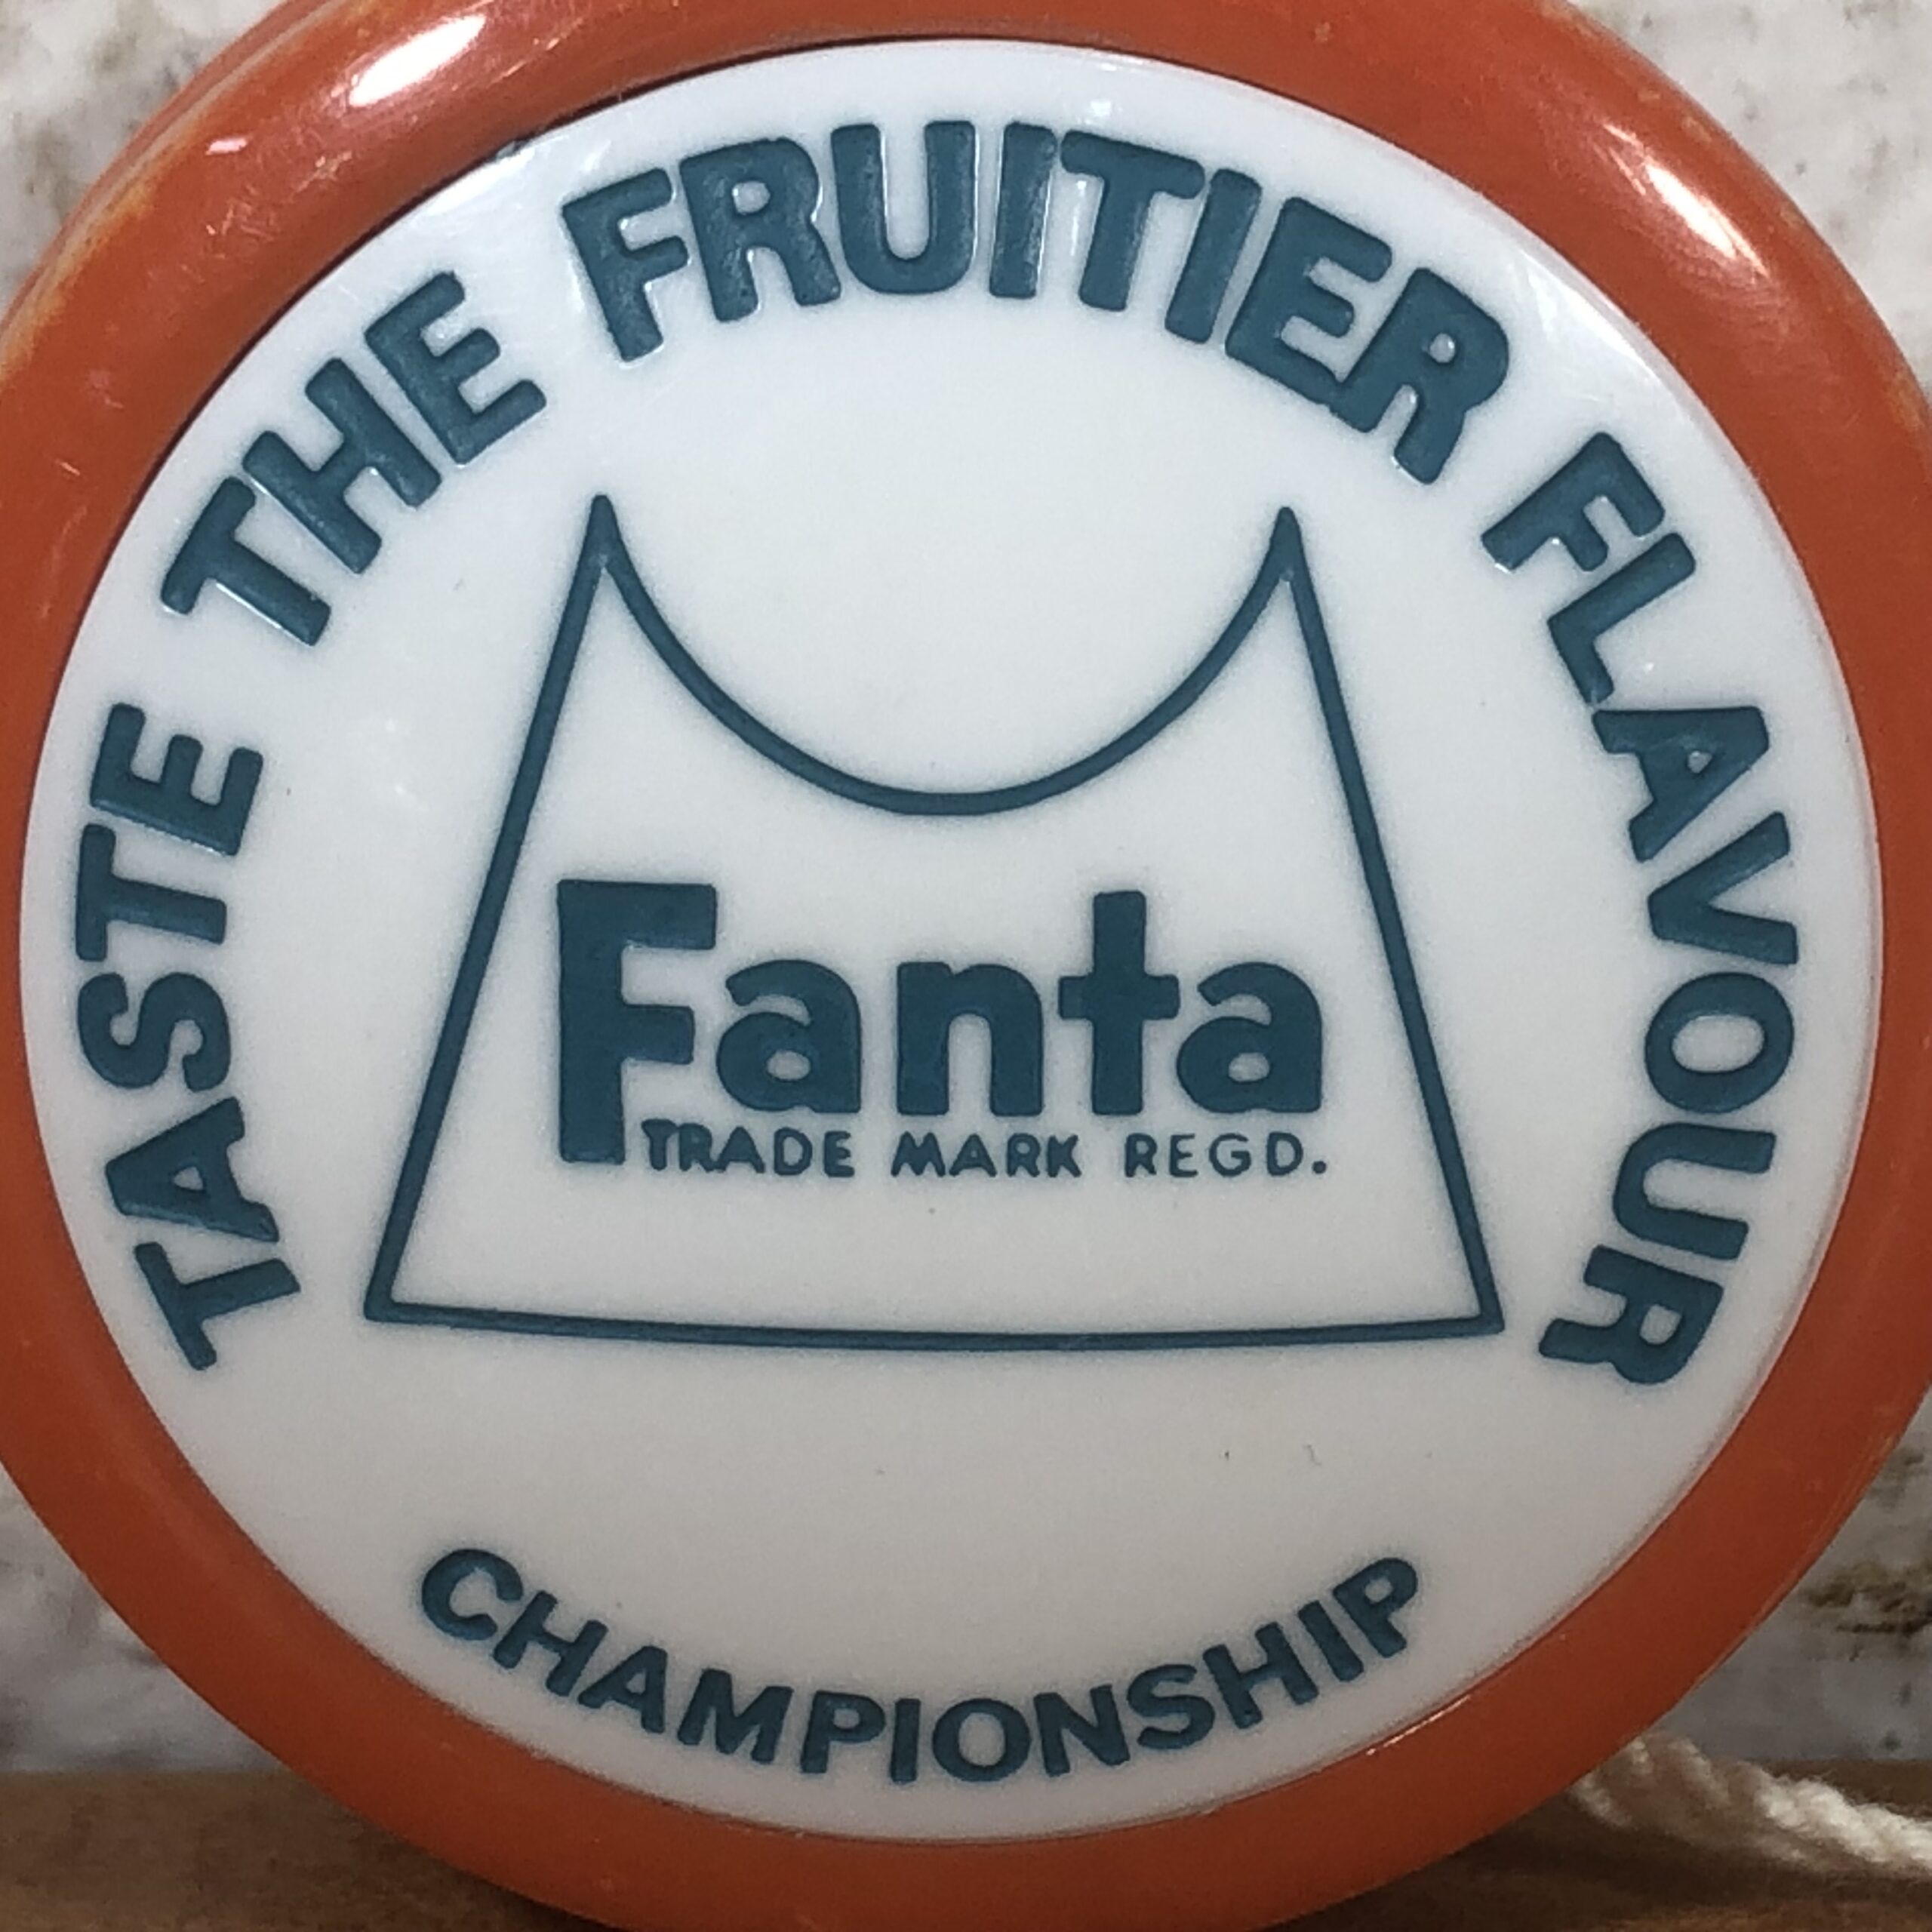 TASTE THE FRUITIER FLAVOUR
Fanta
TRADE MARK REGD.
CHAMPIONSHIP